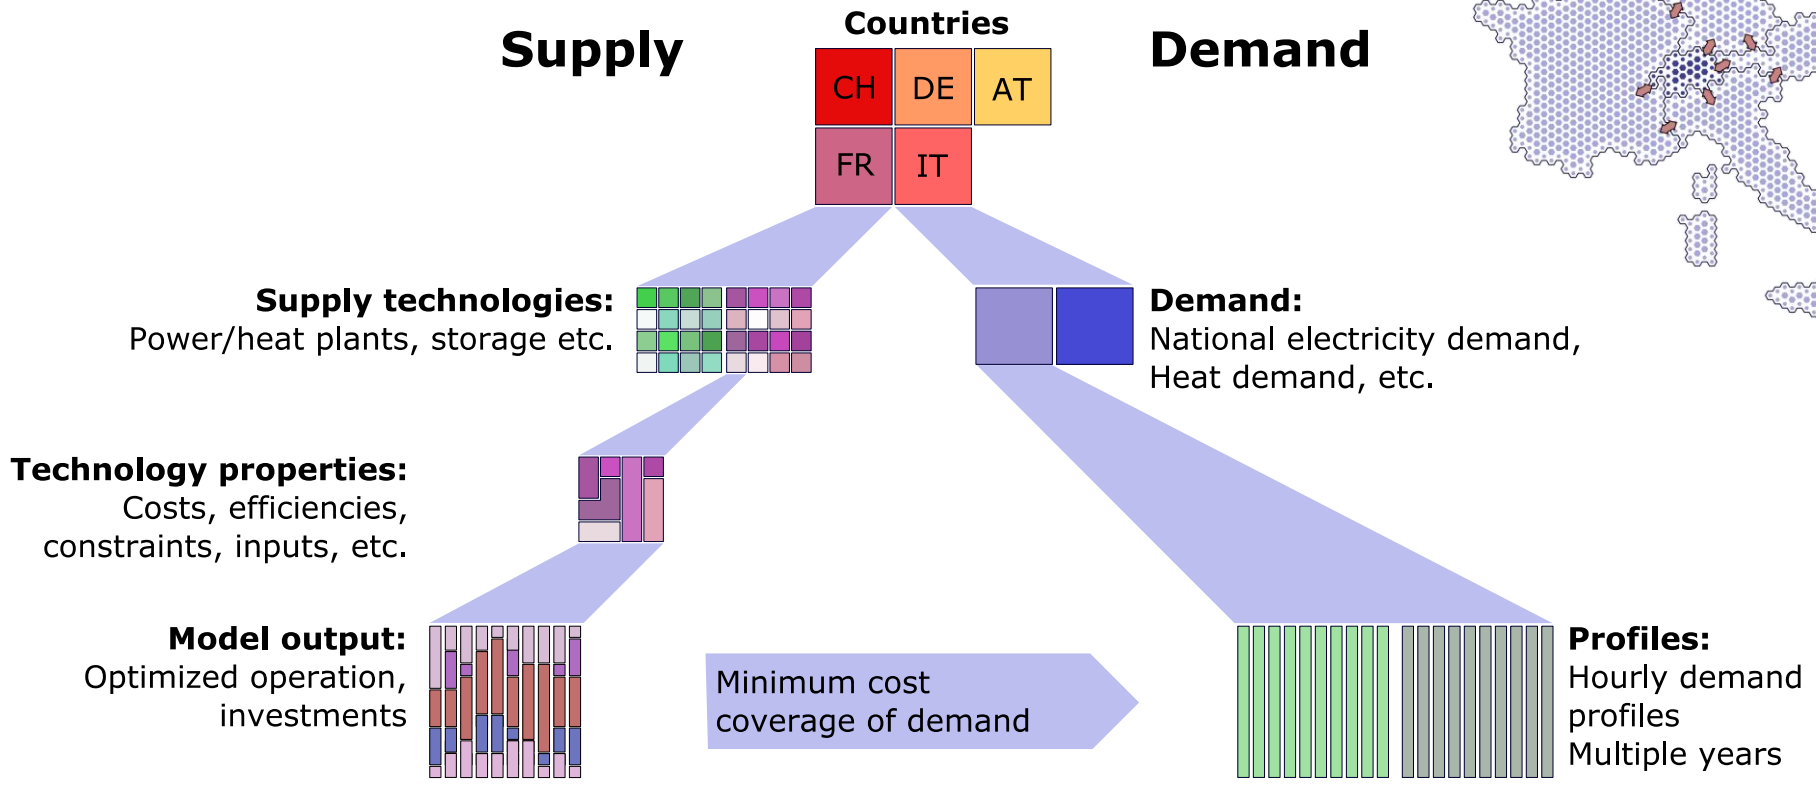 Supply
Countries
Demand
CH DE AT
FR IT
Supply technologies:
Power/heat plants, storage etc.
Demand:
National electricity demand,
Heat demand, etc.
Technology properties:
Costs, efficiencies,
constraints, inputs, etc.
Model output:
Optimized operation,
investments
Minimum cost
coverage of demand
Profiles:
Hourly demand
profiles
Multiple years